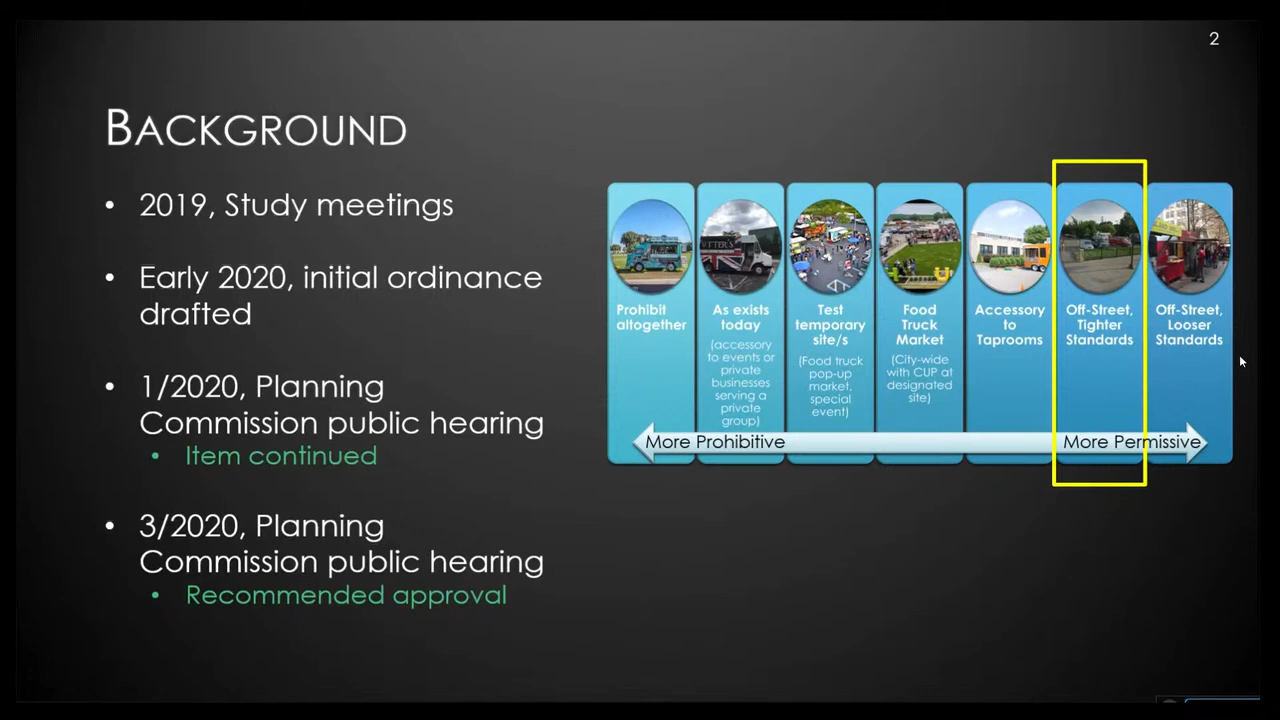 2
BACKGROUND
• 2019, Study meetings
• Early 2020, initial ordinance
drafted
• 1/2020, Planning
Commission public hearing
• Item continued
• 3/2020, Planning
Commission public hearing
• Recommended approval
Prohibit
altogether
As exists
today
(accessory
to events or
private
businesses
serving a
private
group)
Test
temporary
site/s
(Food truck
pop-up
market,
special
event)
Food
Truck
Market
(City-wide
with CUP at
designated
site)
Accessory
to
Taprooms
Off-Street,
Tighter
Standards
Off-Street,
Looser
Standards
More Prohibitive
More Permissive